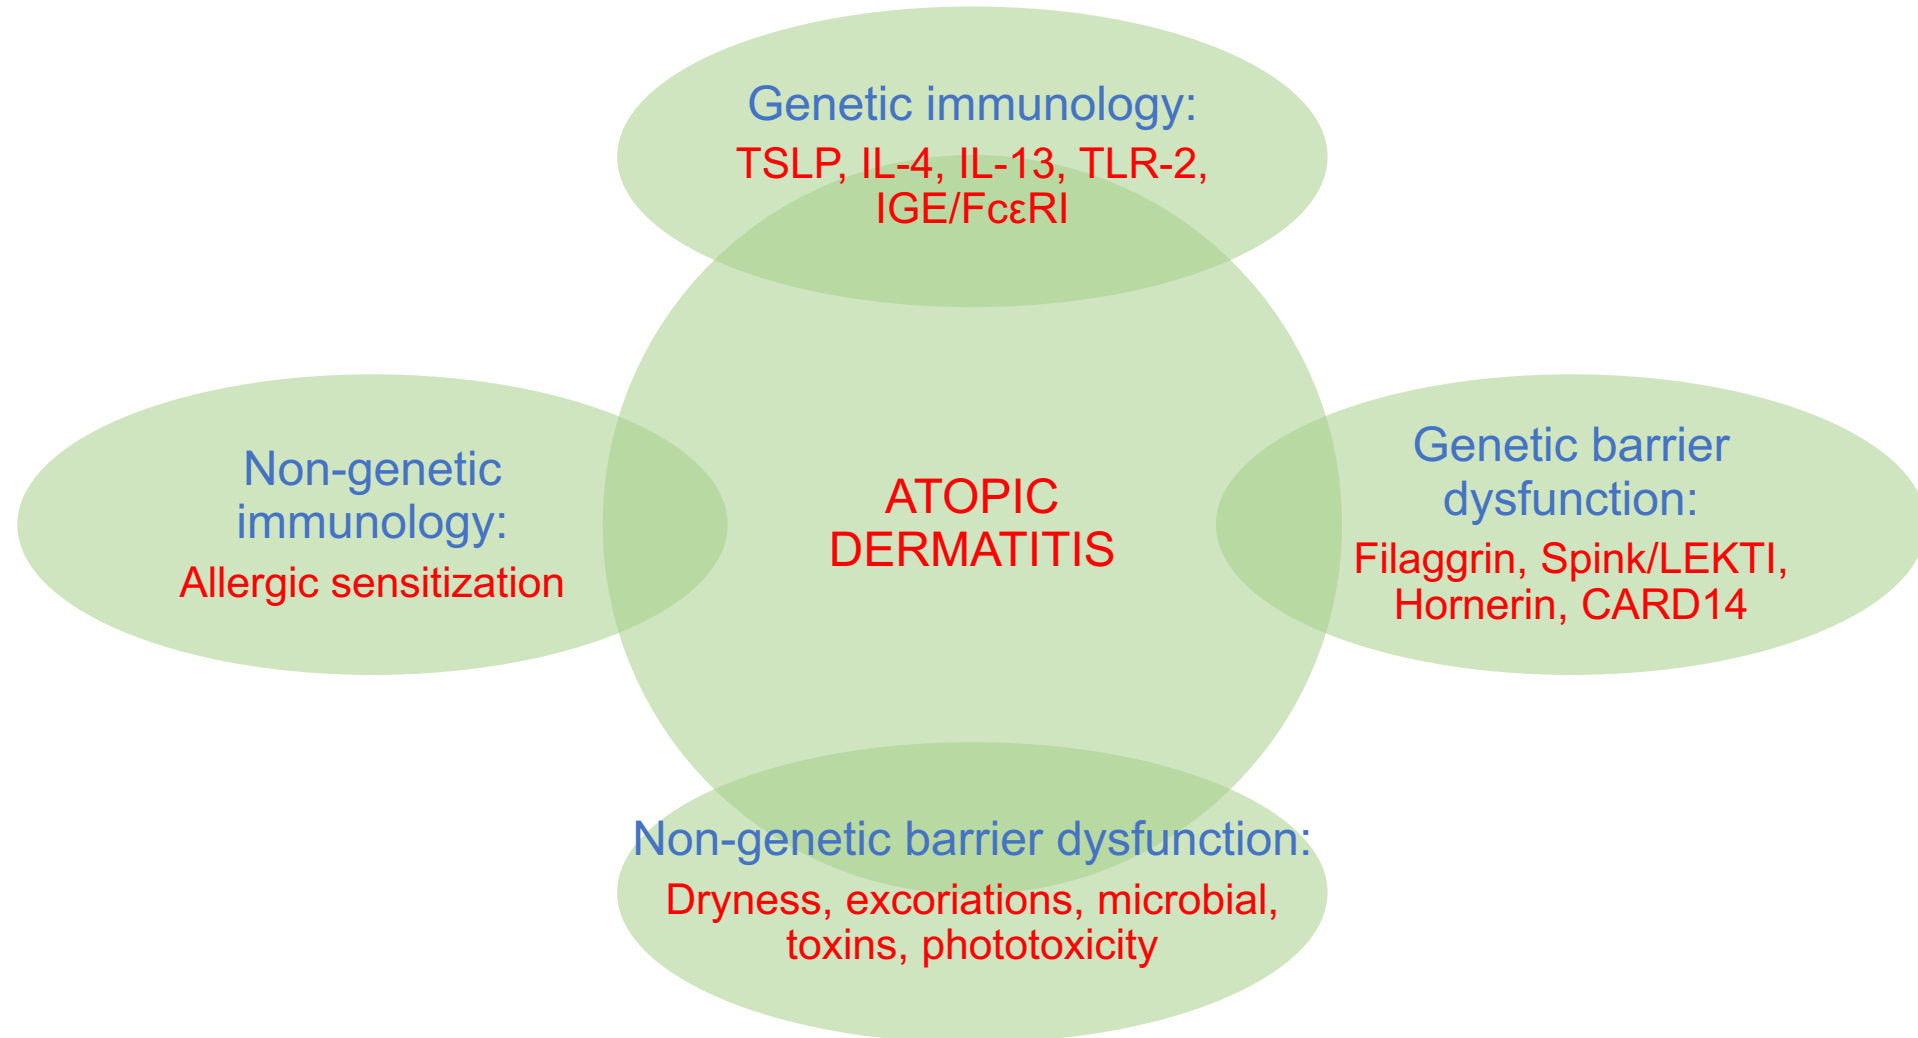 Genetic immunology:
TSLP, IL-4, IL-13, TLR-2,
IGE/FcεRI
Non-genetic
immunology:
Allergic sensitization
ATOPIC
DERMATITIS
Genetic barrier
dysfunction:
Filaggrin, Spink/LEKTI,
Hornerin, CARD14
Non-genetic barrier dysfunction:
Dryness, excoriations, microbial,
toxins, phototoxicity